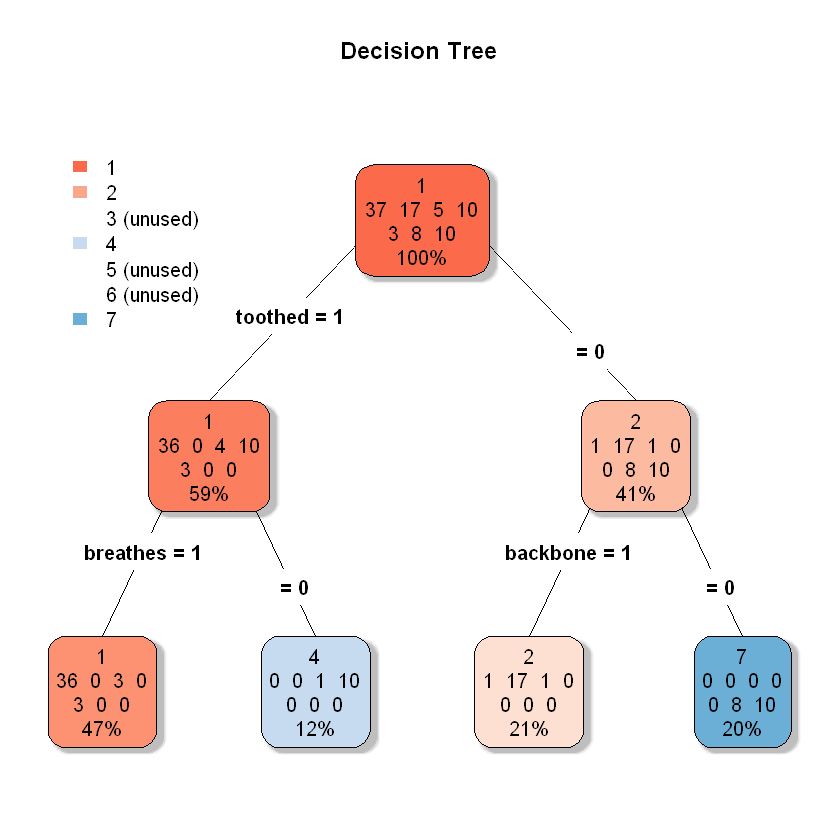 Decision Tree
1
2
3 (unused)
4
5 (unused)
6 (unused)
7
1
37 17 5 10
3 8 10
100%
toothed = 1
= 0
1
36 0 4 10
3 0 0
59%
2
1 17 1 0
0 8 10
41%
breathes = 1
= 0
backbone = 1
= 0
1
36 0 3 0
3 0 0
47%
4
0 0 1 10
0 0 0
12%
2
1 17 1 0
0 0 0
21%
7
0 0 0 0
0 8 10
20%